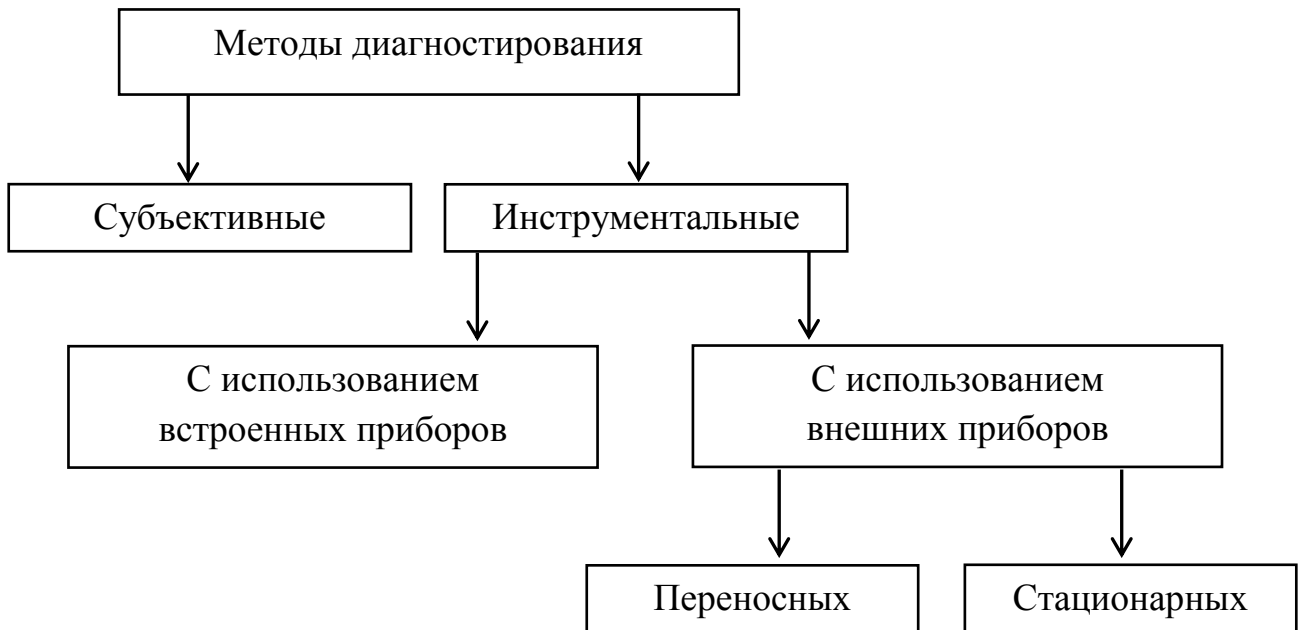 Методы диагностирования
Субъективные
Инструментальные
С использованием
встроенных приборов
С использованием
внешних приборов
Переносных
Стационарных